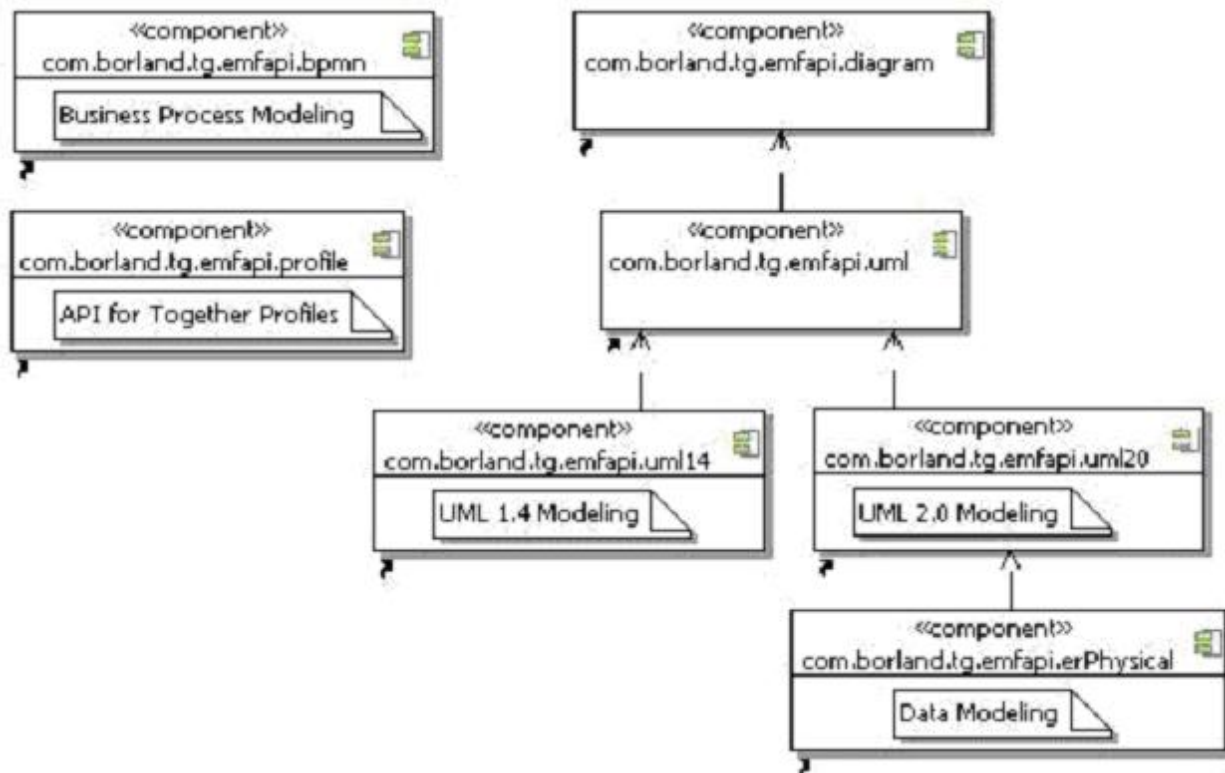 «component»
com.borland.tg.emfapi.bpmn
Business Process Modeling
«component»
com.borland.tg.emfapi.diagram
«component»
com.borland.tg.emfapi.profile
API for Together Profiles
«component»
com.borland.tg.emfapi.uml
«component»
com.borland.tg.emfapi.uml14
UML 1.4 Modeling
«component»
com.borland.tg.emfapi.uml20
UML 2.0 Modeling
«component»
com.borland.tg.emfapi.erPhysical
Data Modeling